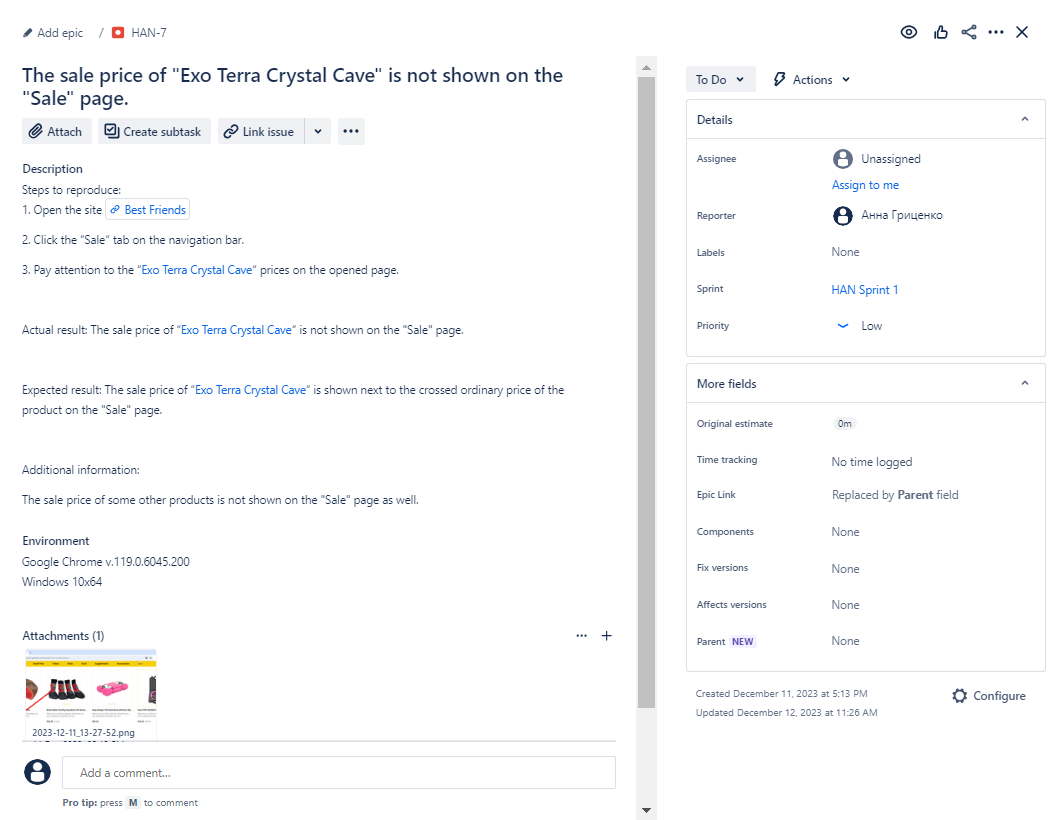 Add epic / HAN-7
The sale price of "Exo Terra Crystal Cave" is not shown on the
"Sale" page.
Attach Create subtask Link issue
Description
Steps to reproduce:
1. Open the site Best Friends
2. Click the “Sale” tab on the navigation bar.
3. Pay attention to the “Exo Terra Crystal Cave” prices on the opened page.
Actual result: The sale price of “Exo Terra Crystal Cave” is not shown on the "Sale" page.
Expected result: The sale price of “Exo Terra Crystal Cave” is shown next to the crossed ordinary price of the
product on the "Sale" page.
Additional information:
The sale price of some other products is not shown on the "Sale" page as well.
Environment
Google Chrome v.119.0.6045.200
Windows 10x64
Attachments (1)
2023-12-11_13-27-52.png
Add a comment...
Pro tip: press M to comment
To Do Actions
Details
Assignee Unassigned
Assign to me
Reporter Анна Гриценко
Labels None
Sprint HAN Sprint 1
Priority Low
More fields
Original estimate 0m
Time tracking No time logged
Epic Link Replaced by Parent field
Components None
Fix versions None
Affects versions None
Parent NEW None
Created December 11, 2023 at 5:13 PM
Updated December 12, 2023 at 11:26 AM
Configure